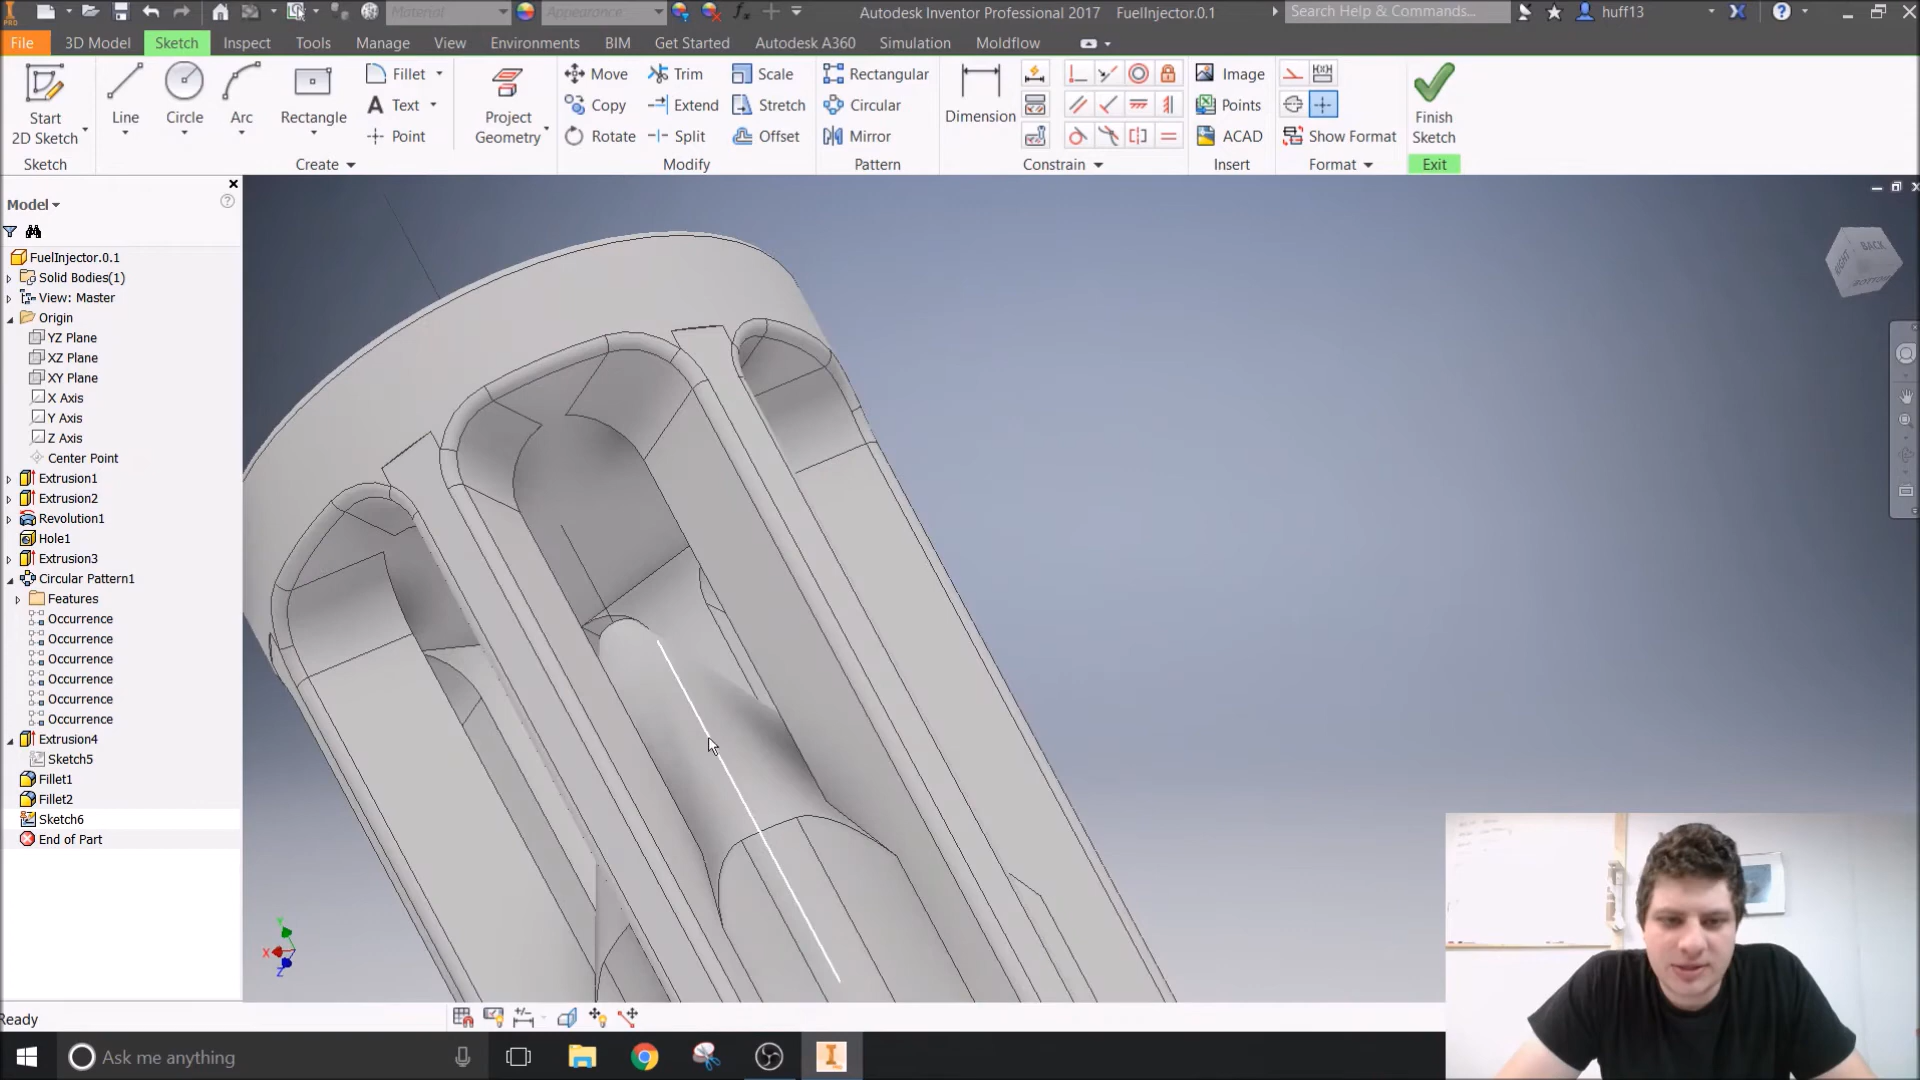 PRO
Material
Appearance
Autodesk Inventor Professional 2017 FuelInjector.0.1
Search Help & Commands...
huff13
File 3D Model Sketch Inspect Tools Manage View Environments BIM Get Started Autodesk A360 Simulation Moldflow
Start
2D Sketch
Line
Circle
Arc
Rectangle
Fillet
Text
Point
Project
Geometry
Move Trim Scale
Copy Extend Stretch
Rotate Split Offset
Rectangular
Circular
Mirror
Dimension
Image
Points
ACAD
Show Format
Finish
Sketch
Sketch Create Modify Pattern Constrain Insert Format Exit
Model
FuelInjector.0.1
Solid Bodies(1)
View: Master
Origin
YZ Plane
XZ Plane
XY Plane
X Axis
Y Axis
Z Axis
Center Point
Extrusion1
Extrusion2
Revolution1
Hole1
Extrusion3
Circular Pattern1
Features
Occurrence
Occurrence
Occurrence
Occurrence
Occurrence
Occurrence
Extrusion4
Sketch5
Fillet1
Fillet2
Sketch6
End of Part
RIGHT
BACK
BOTTOM
Y
X
Z
Ready
Ask me anything